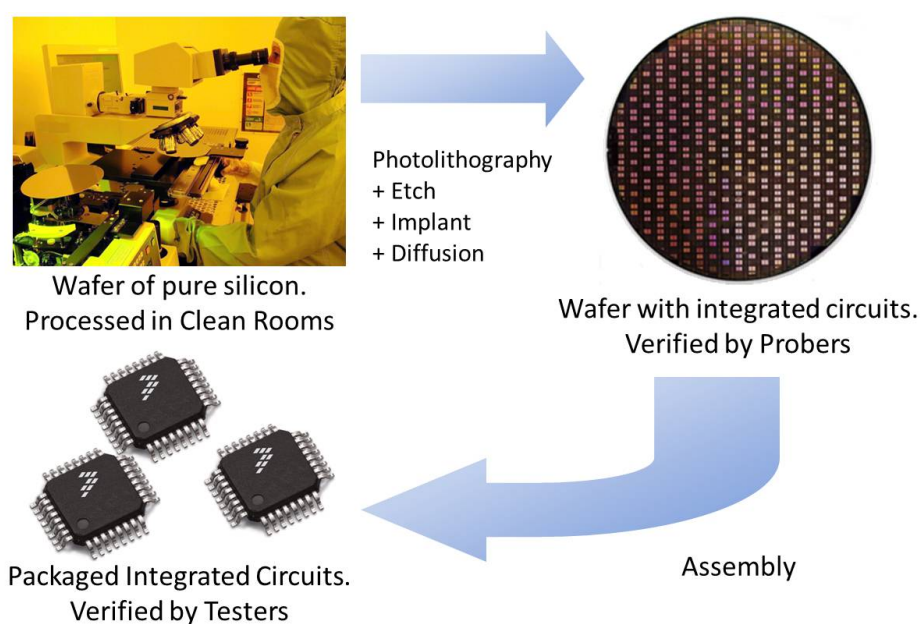 Photolithography
+ Etch
+ Implant
+ Diffusion
Wafer of pure silicon.
Processed in Clean Rooms
Wafer with integrated circuits.
Verified by Probers
Assembly
Packaged Integrated Circuits.
Verified by Testers